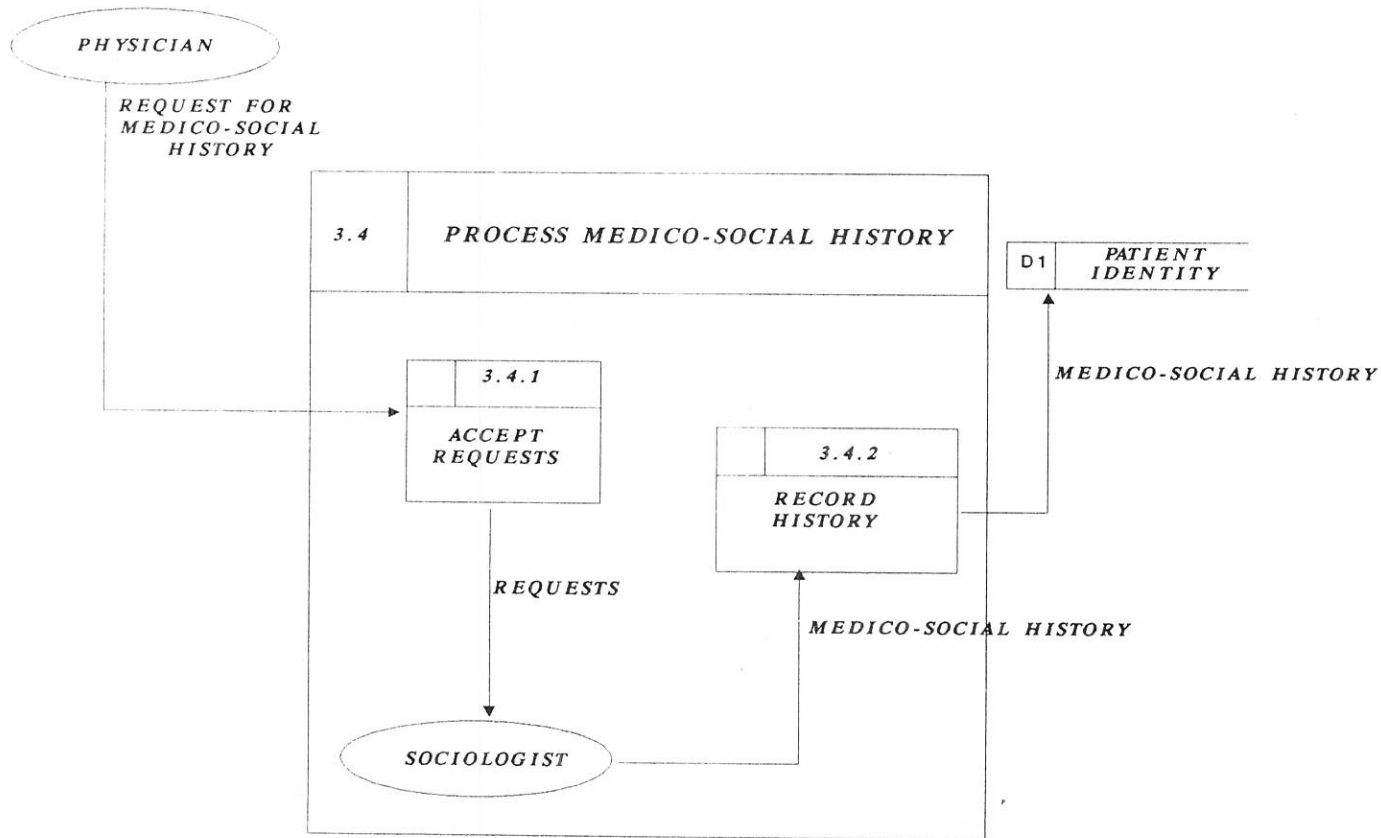 PHYSICIAN
REQUEST FOR
MEDICO-SOCIAL
HISTORY
3.4 PROCESS MEDICO-SOCIAL HISTORY
D1 PATIENT
IDENTITY
MEDICO-SOCIAL HISTORY
3.4.1
ACCEPT
REQUESTS
3.4.2
RECORD
HISTORY
REQUESTS
MEDICO-SOCIAL HISTORY
SOCIOLOGIST